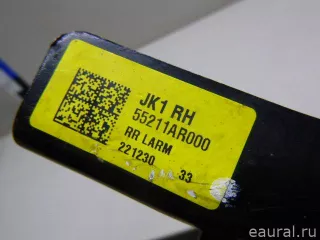 JK1 RH
55211AR000
RR LARM
221230
33
eaural.ru